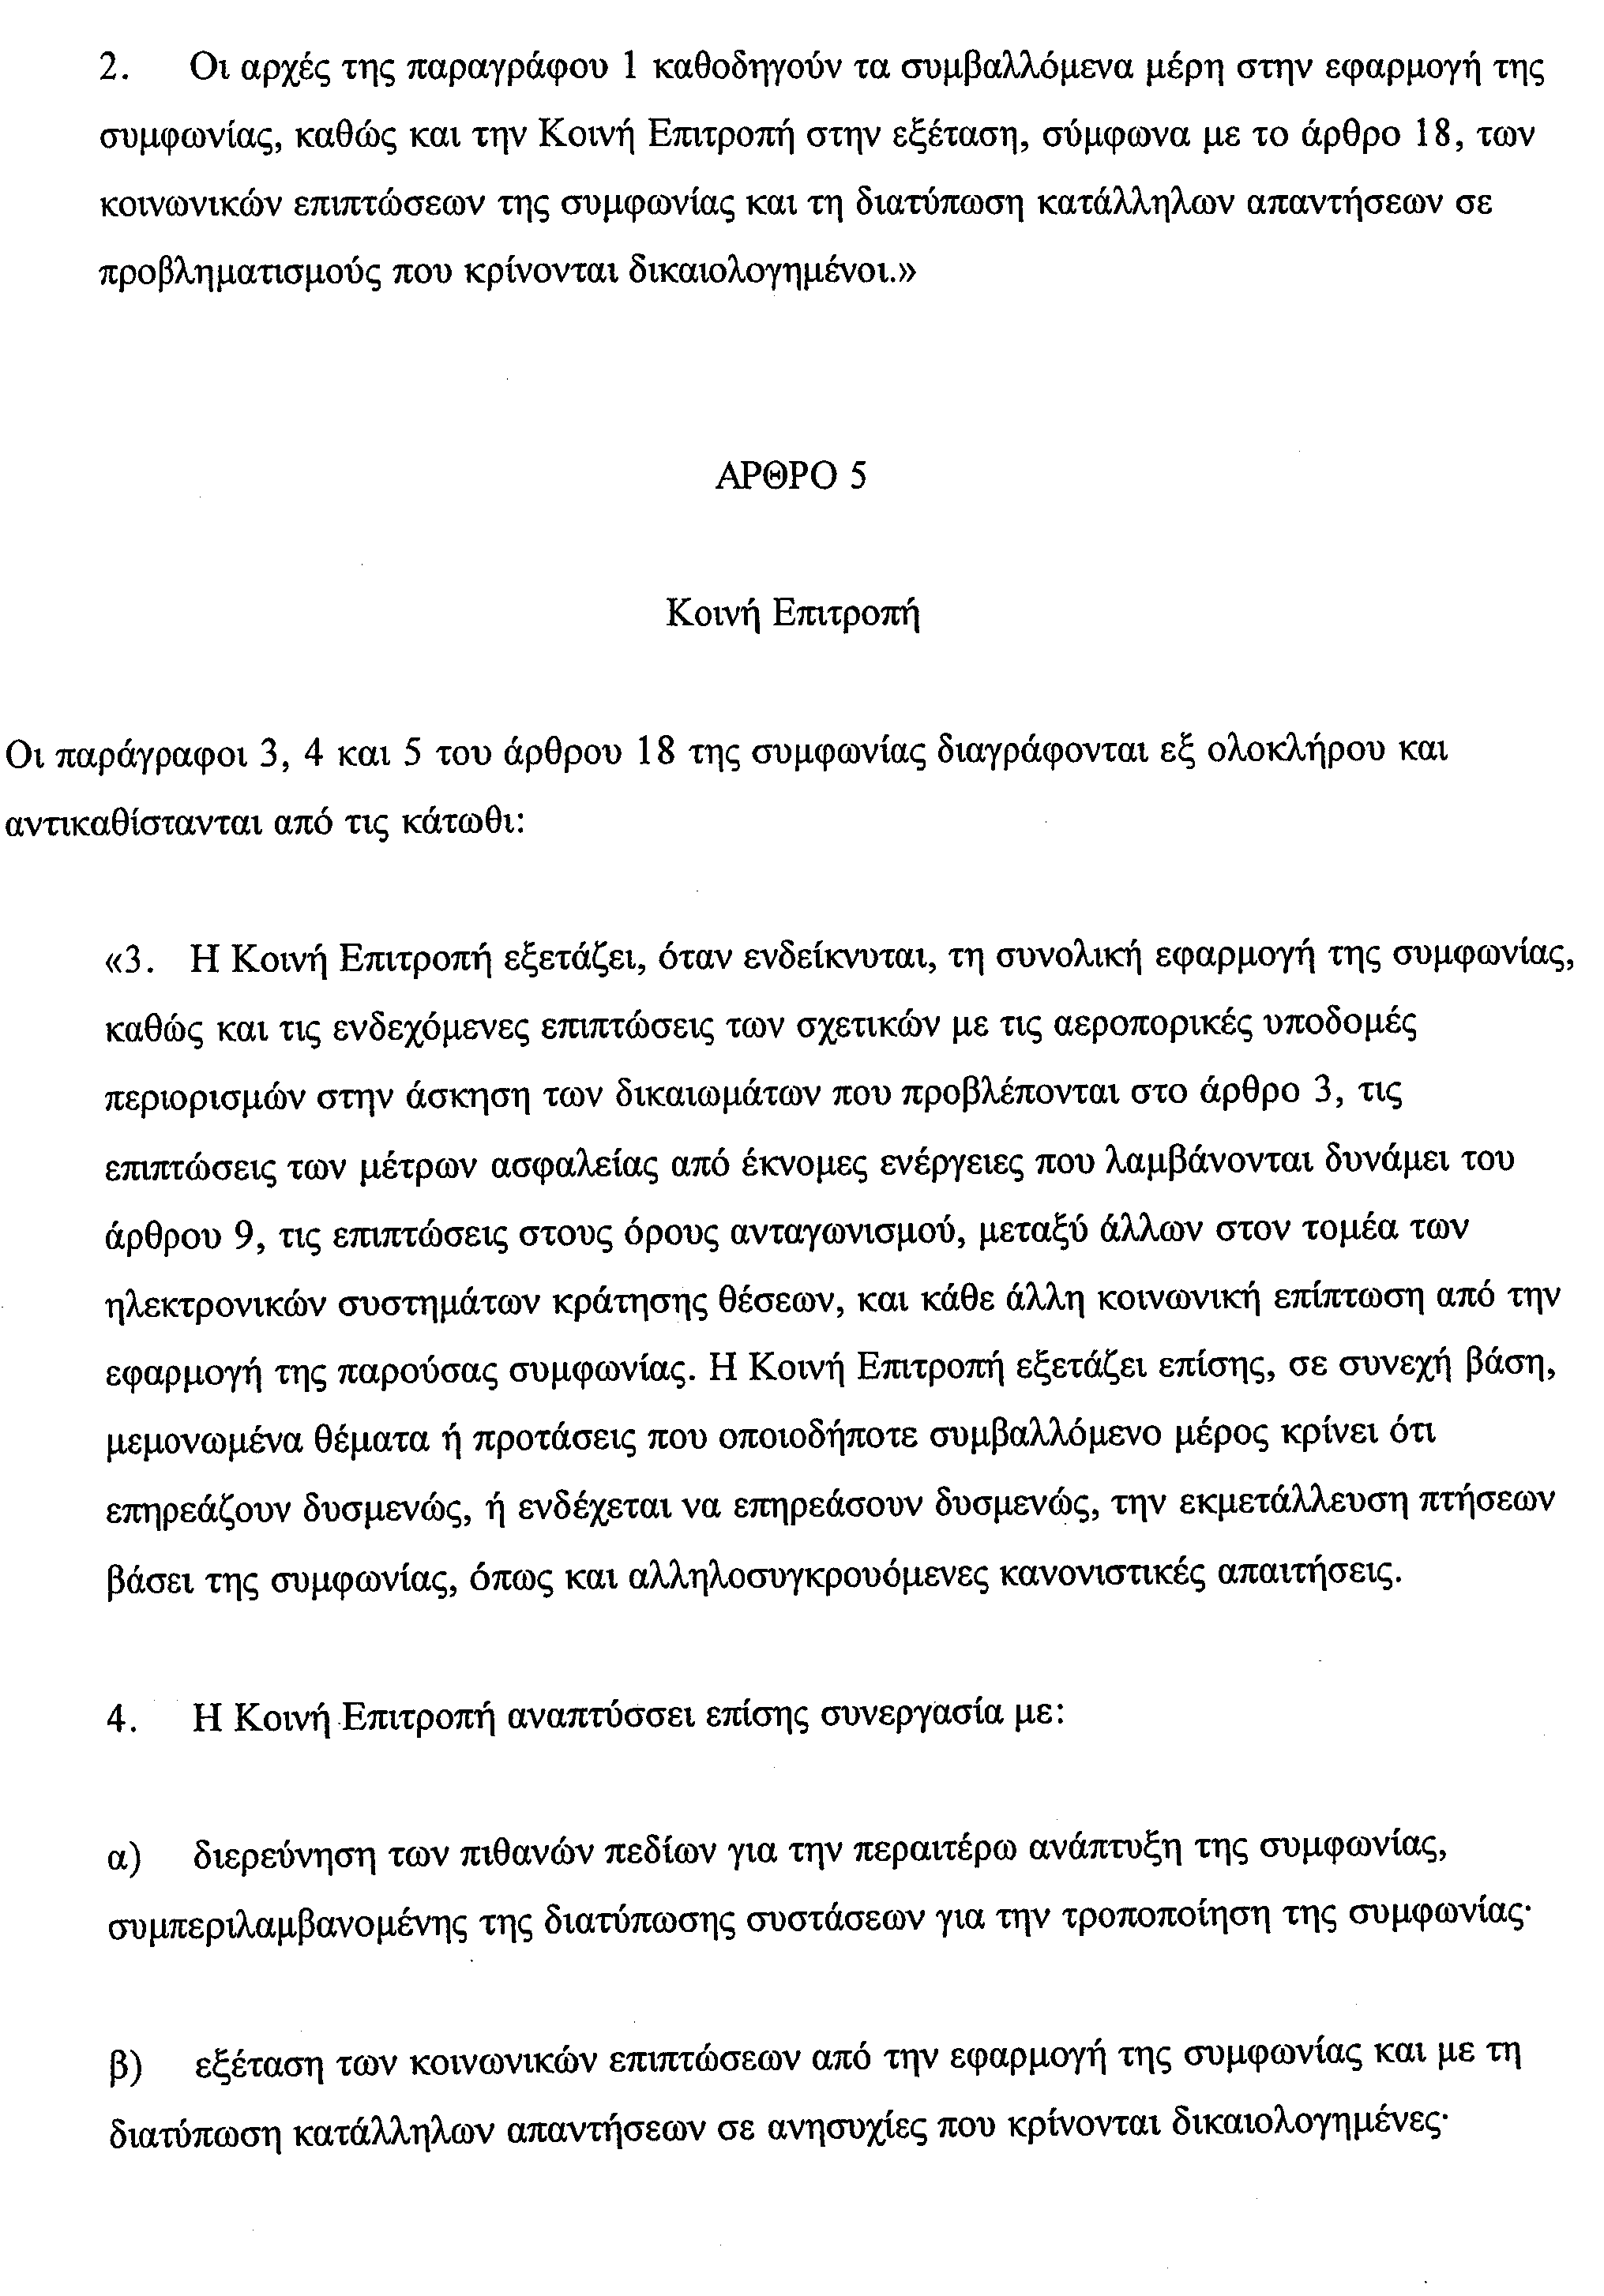 2. Οι αρχές της παραγράφου 1 καθοδηγούν τα συμβαλλόμενα μέρη στην εφαρμογή της
συμφωνίας, καθώς και την Κοινή Επιτροπή στην εξέταση, σύμφωνα με το άρθρο 18, των
κοινωνικών επιπτώσεων της συμφωνίας και τη διατύπωση κατάλληλων απαντήσεων σε
προβληματισμούς που κρίνονται δικαιολογημένοι.»
ΑΡΘΡΟ 5
Κοινή Επιτροπή
Οι παράγραφοι 3, 4 και 5 του άρθρου 18 της συμφωνίας διαγράφονται εξ ολοκλήρου και
αντικαθίστανται από τις κάτωθι:
«3. Η Κοινή Επιτροπή εξετάζει, όταν ενδείκνυται, τη συνολική εφαρμογή της συμφωνίας,
καθώς και τις ενδεχόμενες επιπτώσεις των σχετικών με τις αεροπορικές υποδομές
περιορισμών στην άσκηση των δικαιωμάτων που προβλέπονται στο άρθρο 3, τις
επιπτώσεις των μέτρων ασφαλείας από έκνομες ενέργειες που λαμβάνονται δυνάμει του
άρθρου 9, τις επιπτώσεις στους όρους ανταγωνισμού, μεταξύ άλλων στον τομέα των
ηλεκτρονικών συστημάτων κράτησης θέσεων, και κάθε άλλη κοινωνική επίπτωση από την
εφαρμογή της παρούσας συμφωνίας. Η Κοινή Επιτροπή εξετάζει επίσης, σε συνεχή βάση,
μεμονωμένα θέματα ή προτάσεις που οποιοδήποτε συμβαλλόμενο μέρος κρίνει ότι
επηρεάζουν δυσμενώς, ή ενδέχεται να επηρεάσουν δυσμενώς, την εκμετάλλευση πτήσεων
βάσει της συμφωνίας, όπως και αλληλοσυγκρουόμενες κανονιστικές απαιτήσεις.
4. Η Κοινή Επιτροπή αναπτύσσει επίσης συνεργασία με:
α) διερεύνηση των πιθανών πεδίων για την περαιτέρω ανάπτυξη της συμφωνίας,
συμπεριλαμβανομένης της διατύπωσης συστάσεων για την τροποποίηση της συμφωνίας·
β) εξέταση των κοινωνικών επιπτώσεων από την εφαρμογή της συμφωνίας και με τη
διατύπωση κατάλληλων απαντήσεων σε ανησυχίες που κρίνονται δικαιολογημένες·